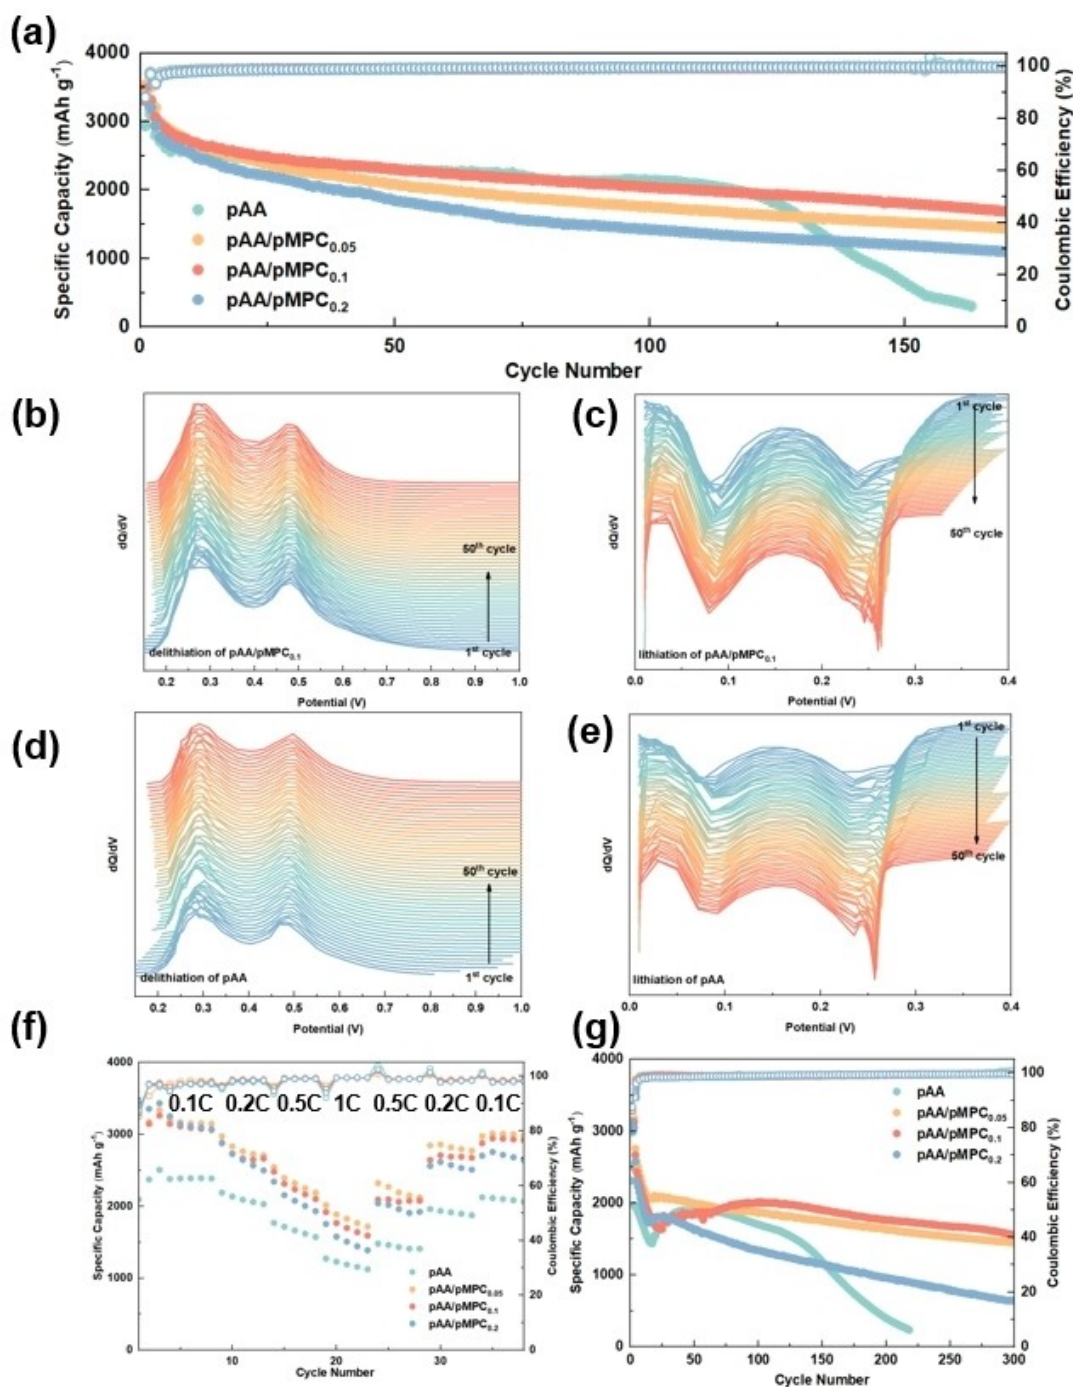 (a)
4000
3000
2000
1000
0
Specific Capacity (mAh g⁻¹)
100
80
60
40
20
0
Coulombic Efficiency (%)
pAA
pAA/pMPC₀.₀₅
pAA/pMPC₀.₁
pAA/pMPC₀.₂
0 50 100 150
Cycle Number
(b)
dQ/dV
50ᵗʰ cycle
1ˢᵗ cycle
delithiation of pAA/pMPC₀.₁
0.2 0.3 0.4 0.5 0.6 0.7 0.8 0.9 1.0
Potential (V)
(c)
dQ/dV
1ˢᵗ cycle
50ᵗʰ cycle
lithiation of pAA/pMPC₀.₁
0.0 0.1 0.2 0.3 0.4
Potential (V)
(d)
dQ/dV
50ᵗʰ cycle
1ˢᵗ cycle
delithiation of pAA
0.2 0.3 0.4 0.5 0.6 0.7 0.8 0.9 1.0
Potential (V)
(e)
dQ/dV
1ˢᵗ cycle
50ᵗʰ cycle
lithiation of pAA
0.0 0.1 0.2 0.3 0.4
Potential (V)
(f)
4000
3000
2000
1000
0
Specific Capacity (mAh g⁻¹)
100
80
60
40
20
0
Coulombic Efficiency (%)
0.1C 0.2C 0.5C 1C 0.5C 0.2C 0.1C
pAA
pAA/pMPC₀.₀₅
pAA/pMPC₀.₁
pAA/pMPC₀.₂
10 20 30
Cycle Number
(g)
4000
3000
2000
1000
0
Specific Capacity (mAh g⁻¹)
100
80
60
40
20
0
Coulombic Efficiency (%)
pAA
pAA/pMPC₀.₀₅
pAA/pMPC₀.₁
pAA/pMPC₀.₂
0 50 100 150 200 250 300
Cycle Number